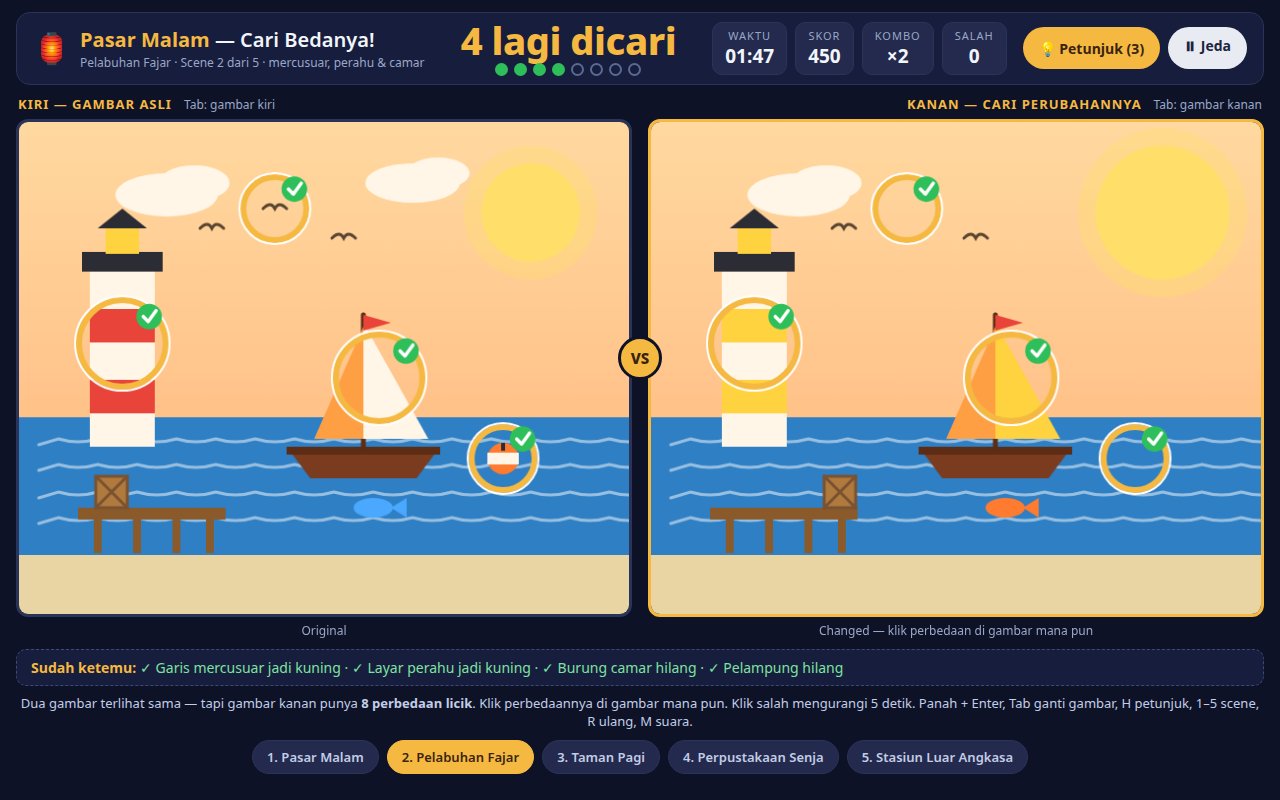 Pasar Malam — Cari Bedanya!
Pelabuhan Fajar · Scene 2 dari 5 · mercusuar, perahu & camar
4 lagi dicari
WAKTU
01:47
SKOR
450
KOMBO
×2
SALAH
0
💡 Petunjuk (3)
⏸ Jeda
KIRI — GAMBAR ASLI Tab: gambar kiri
KANAN — CARI PERUBAHANNYA Tab: gambar kanan
VS
Original
Changed — klik perbedaan di gambar mana pun
Sudah ketemu: ✓ Garis mercusuar jadi kuning · ✓ Layar perahu jadi kuning · ✓ Burung camar hilang · ✓ Pelampung hilang
Dua gambar terlihat sama — tapi gambar kanan punya 8 perbedaan licik. Klik perbedaannya di gambar mana pun. Klik salah mengurangi 5 detik. Panah + Enter, Tab ganti gambar, H petunjuk, 1–5 scene,
R ulang, M suara.
1. Pasar Malam
2. Pelabuhan Fajar
3. Taman Pagi
4. Perpustakaan Senja
5. Stasiun Luar Angkasa